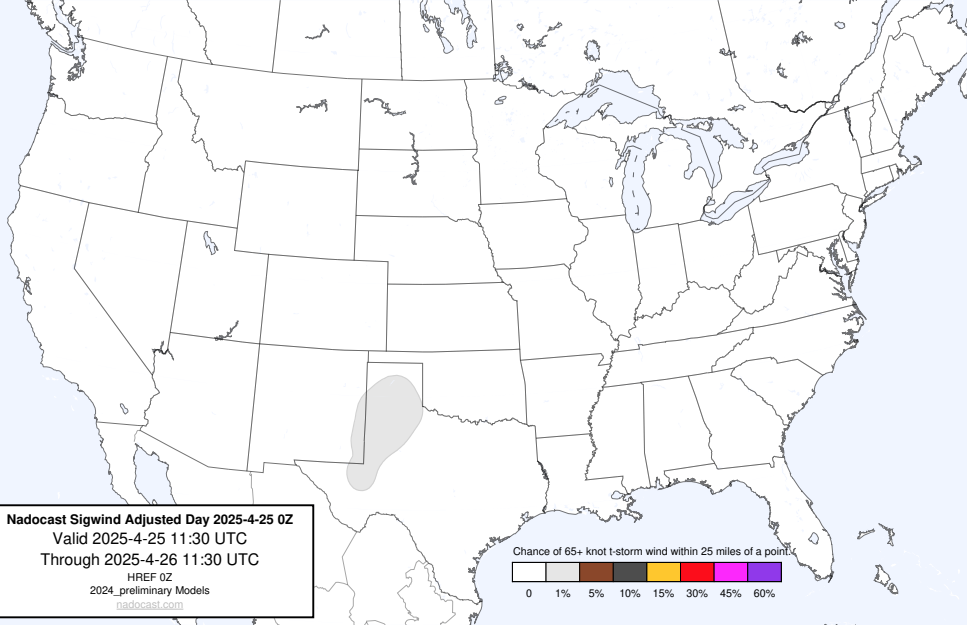 Nadocast Sigwind Adjusted Day 2025-4-25 0Z
Valid 2025-4-25 11:30 UTC
Through 2025-4-26 11:30 UTC
HREF 0Z
2024_preliminary Models
nadocast.com
Chance of 65+ knot t-storm wind within 25 miles of a point.
0 1% 5% 10% 15% 30% 45% 60%